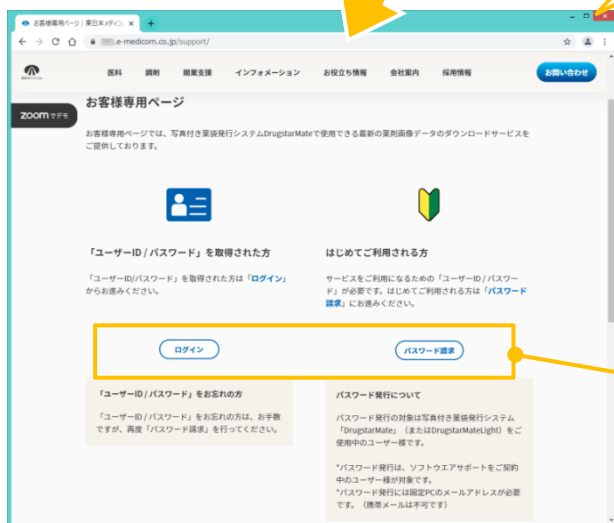 お客様専用ページ | 東日本メディコム
.e-medicom.co.jp/support/
医科 調剤 開業支援 インフォメーション お役立ち情報 会社案内 採用情報
お問い合わせ
zoomでデモ
お客様専用ページ
お客様専用ページでは、写真付き薬袋発行システムDrugstarMateで使用できる最新の薬剤画像データのダウンロードサービスを
ご提供しております。
「ユーザーID / パスワード」を取得された方
「ユーザーID/パスワード」を取得された方は「ログイン」
からお進みください。
ログイン
はじめてご利用される方
サービスをご利用になるための「ユーザーID / パスワー
ド」が必要です。はじめてご利用される方は「パスワード
請求」にお進みください。
パスワード請求
「ユーザーID / パスワード」をお忘れの方
「ユーザーID / パスワード」をお忘れの方は、お手数
ですが、再度「パスワード請求」を行ってください。
パスワード発行について
パスワード発行の対象は写真付き薬袋発行システム
「DrugstarMate」（またはDrugstarMateLight）をご
使用中のユーザー様です。
*パスワード発行は、ソフトウエアサポートをご契約
中のユーザー様が対象です。
*パスワード発行には固定PCのメールアドレスが必要
です。（携帯メールは不可です）